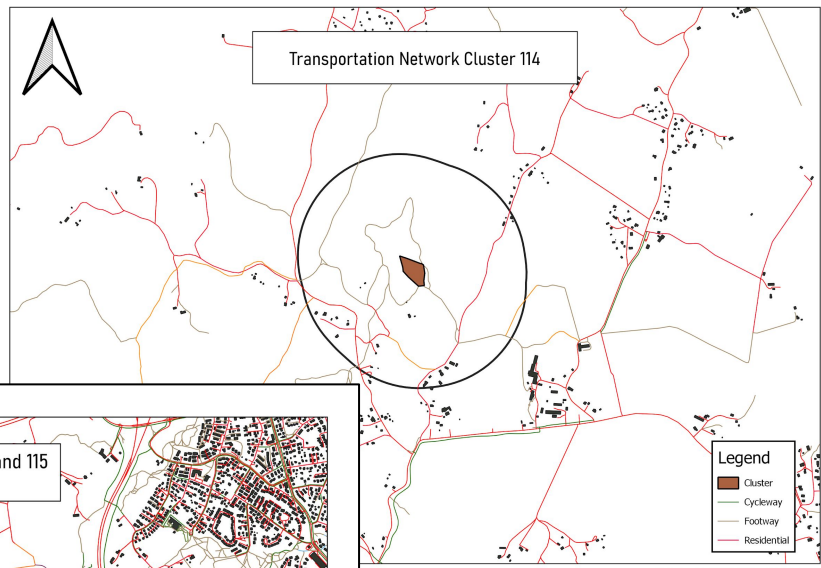 Transportation Network Cluster 114
and 115
Legend
Cluster
Cycleway
Footway
Residential